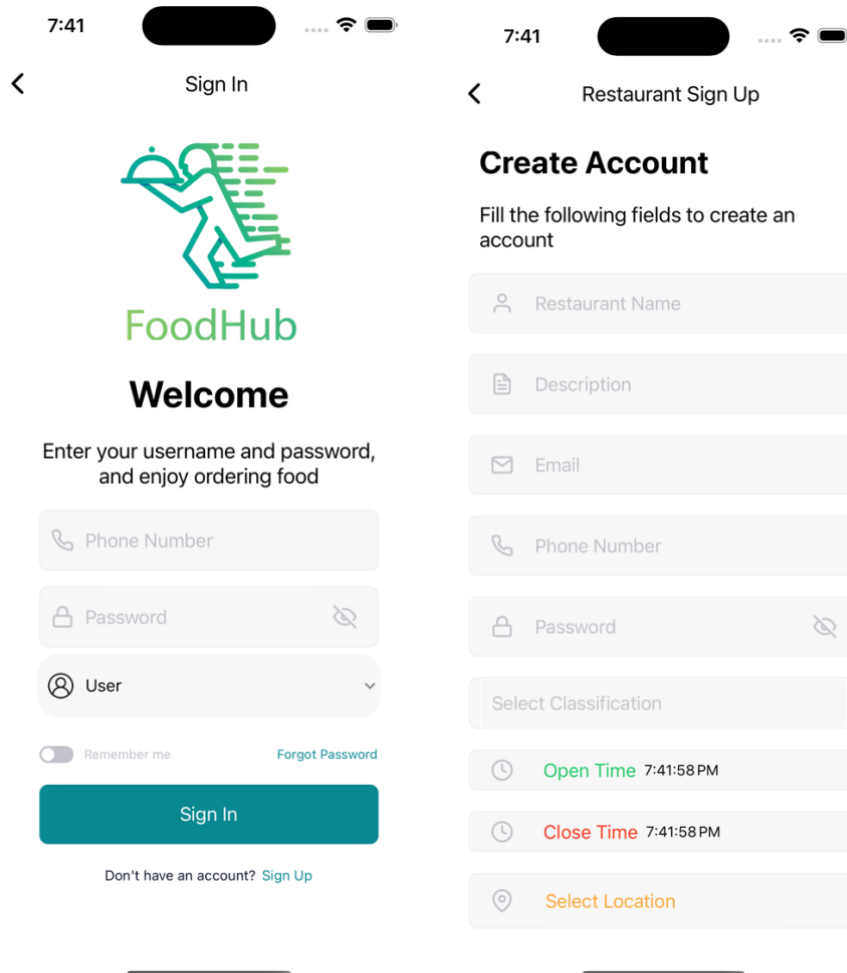 7:41
Sign In
FoodHub
Welcome
Enter your username and password,
and enjoy ordering food
Phone Number
Password
User
Remember me
Forgot Password
Sign In
Don't have an account? Sign Up
7:41
Restaurant Sign Up
Create Account
Fill the following fields to create an
account
Restaurant Name
Description
Email
Phone Number
Password
Select Classification
Open Time 7:41:58 PM
Close Time 7:41:58 PM
Select Location